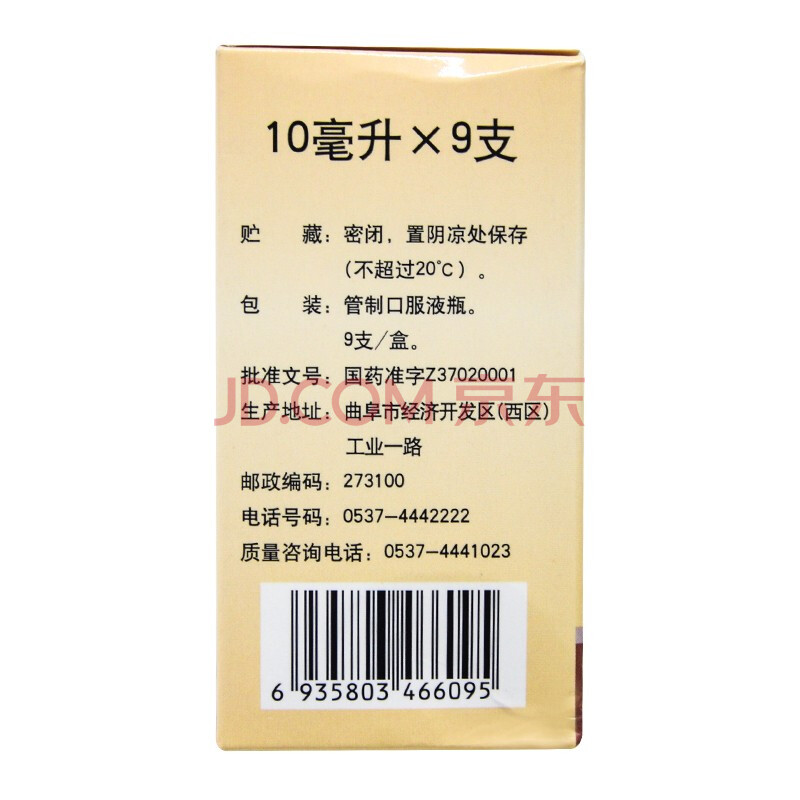 10毫升×9支
贮　　藏：密闭，置阴凉处保存
（不超过20℃）。
包　　装：管制口服液瓶。
9支/盒。
批准文号：国药准字Z37020001
JD.COM 京东
生产地址：曲阜市经济开发区(西区)
工业一路
邮政编码：273100
电话号码：0537-4442222
质量咨询电话：0537-4441023
6 935803 466095